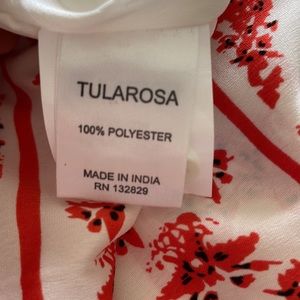 TULAROSA
100% POLYESTER
MADE IN INDIA
RN 132829